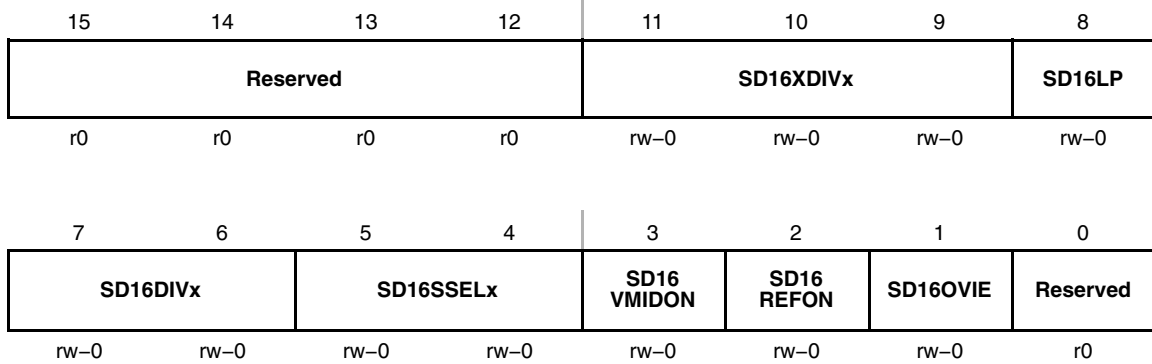 15 14 13 12 11 10 9 8
Reserved SD16XDIVx SD16LP
r0 r0 r0 r0 rw−0 rw−0 rw−0 rw−0
7 6 5 4 3 2 1 0
SD16DIVx SD16SSELx SD16 VMIDON SD16 REFON SD16OVIE Reserved
rw−0 rw−0 rw−0 rw−0 rw−0 rw−0 rw−0 r0